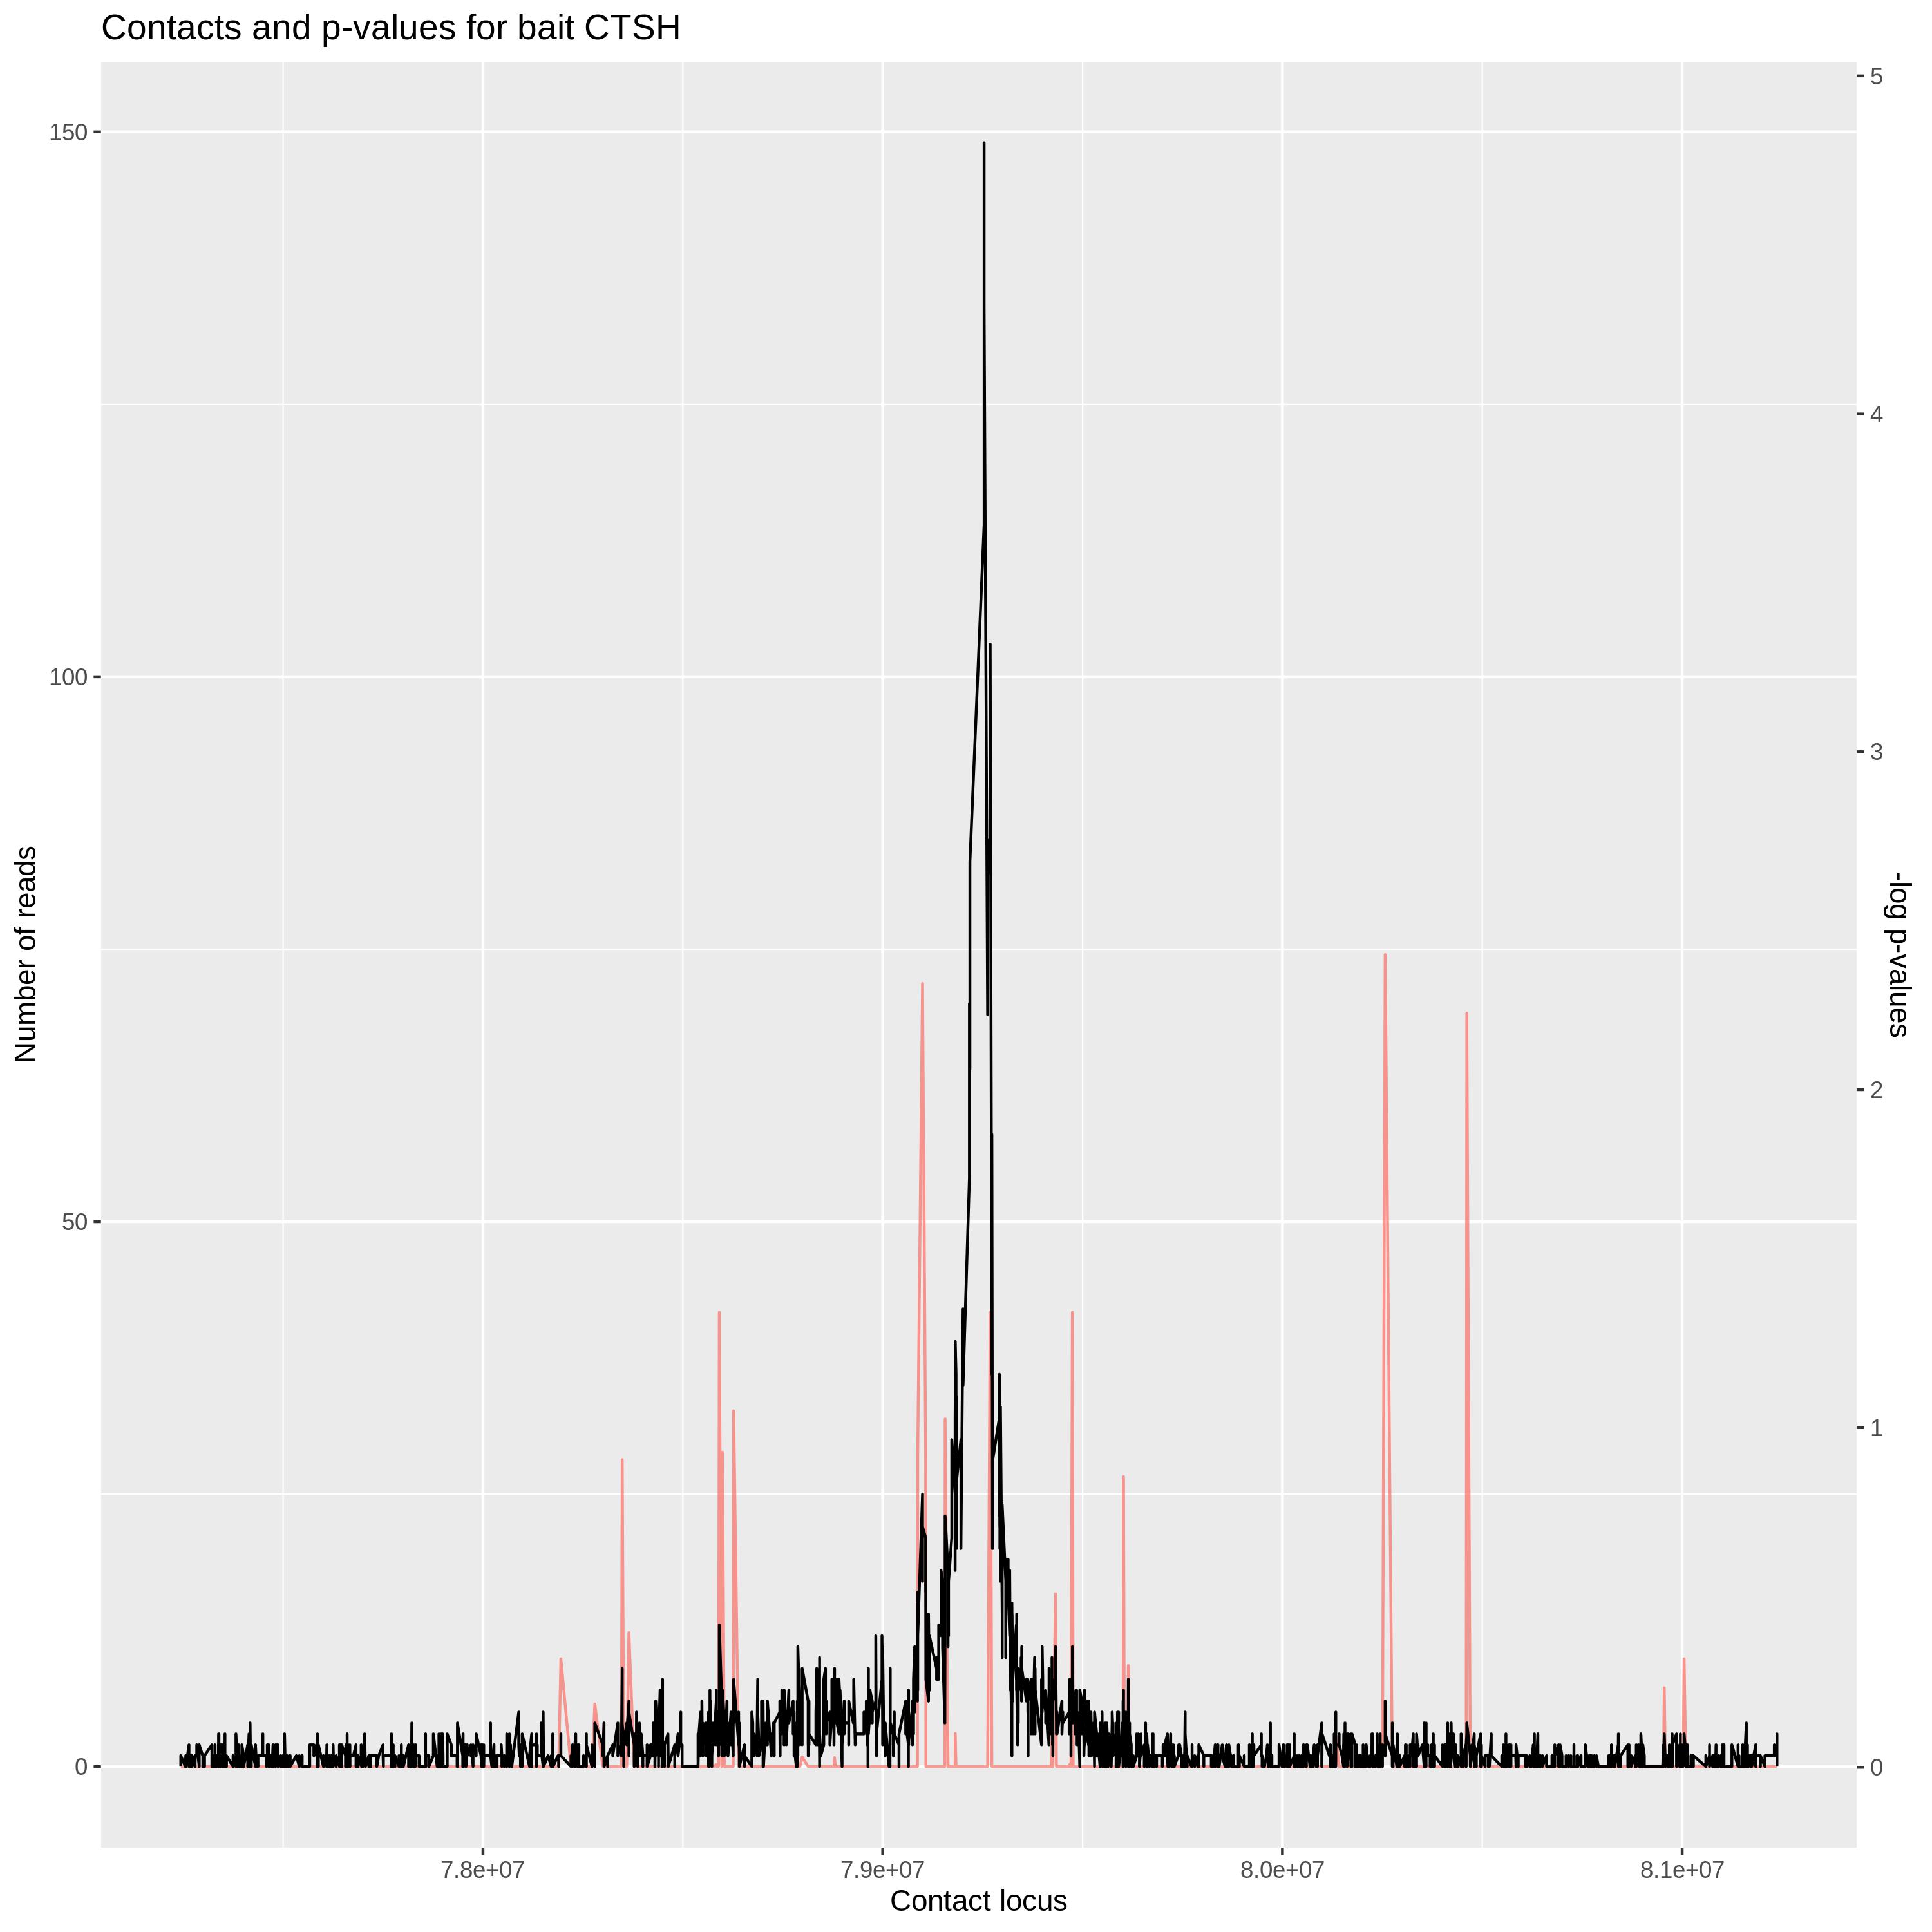 Contacts and p-values for bait CTSH
150
100
50
0
Number of reads
5
4
3
2
1
0
-log p-values
7.8e+07
7.9e+07
8.0e+07
8.1e+07
Contact locus